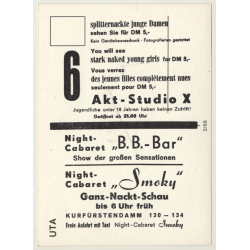 6
splitternackte junge Damen
sehen Sie für DM 5,-
Kein Getränkeausschank - Fotografieren gestattet
You will see
stark naked young girls for DM 5,-
Vous verrez
des jeunes filles complètement nues
seulement pour DM 5,-
Akt-Studio X
Jugendliche unter 18 Jahren haben keinen Zutritt!
Geöffnet ab 21.00 Uhr
Night-
Cabaret „B.B.-Bar"
Show der großen Sensationen
Night-
Cabaret „Smoky"
Ganz-Nackt-Schau
bis 6 Uhr früh
KURFÜRSTENDAMM 130 — 134
Freie Anfahrt mit Taxi Night-Cabaret Smoky
UTA